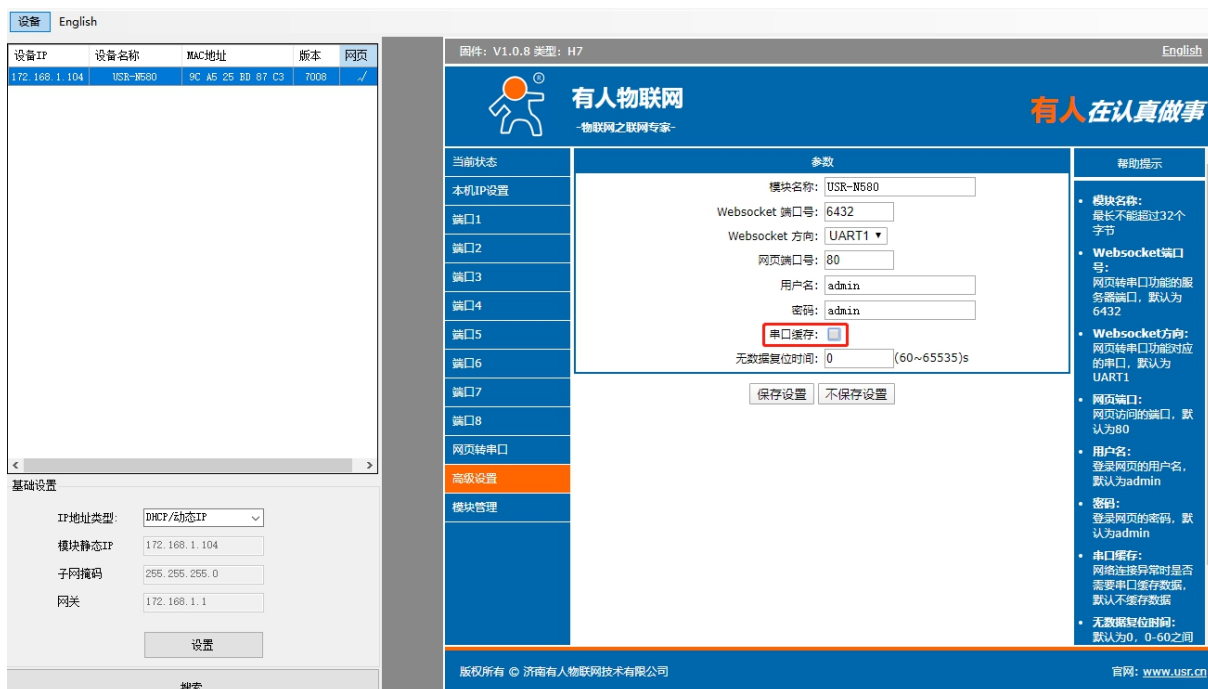 设备 English
设备IP 设备名称 MAC地址 版本 网页
172.168.1.104 USR-N580 9C A5 25 BD 87 C3 7008 √
基础设置
IP地址类型: DHCP/动态IP
模块静态IP 172.168.1.104
子网掩码 255.255.255.0
网关 172.168.1.1
设置
搜索
固件: V1.0.8 类型: H7 English
®
有人物联网
-物联网之联网专家-
有人在认真做事
当前状态
本机IP设置
端口1
端口2
端口3
端口4
端口5
端口6
端口7
端口8
网页转串口
高级设置
模块管理
参数
模块名称: USR-N580
Websocket 端口号: 6432
Websocket 方向: UART1
网页端口号: 80
用户名: admin
密码: admin
串口缓存:
无数据复位时间: 0 (60~65535)s
保存设置 不保存设置
帮助提示
• 模块名称:
最长不能超过32个
字节
• Websocket端口
号:
网页转串口功能的服
务器端口，默认为
6432
• Websocket方向:
网页转串口功能对应
的串口，默认为
UART1
• 网页端口:
网页访问的端口，默
认为80
• 用户名:
登录网页的用户名，
默认为admin
• 密码:
登录网页的密码，默
认为admin
• 串口缓存:
网络连接异常时是否
需要串口缓存数据，
默认不缓存数据
• 无数据复位时间:
默认为0，0-60之间
版权所有 © 济南有人物联网技术有限公司 官网: www.usr.cn